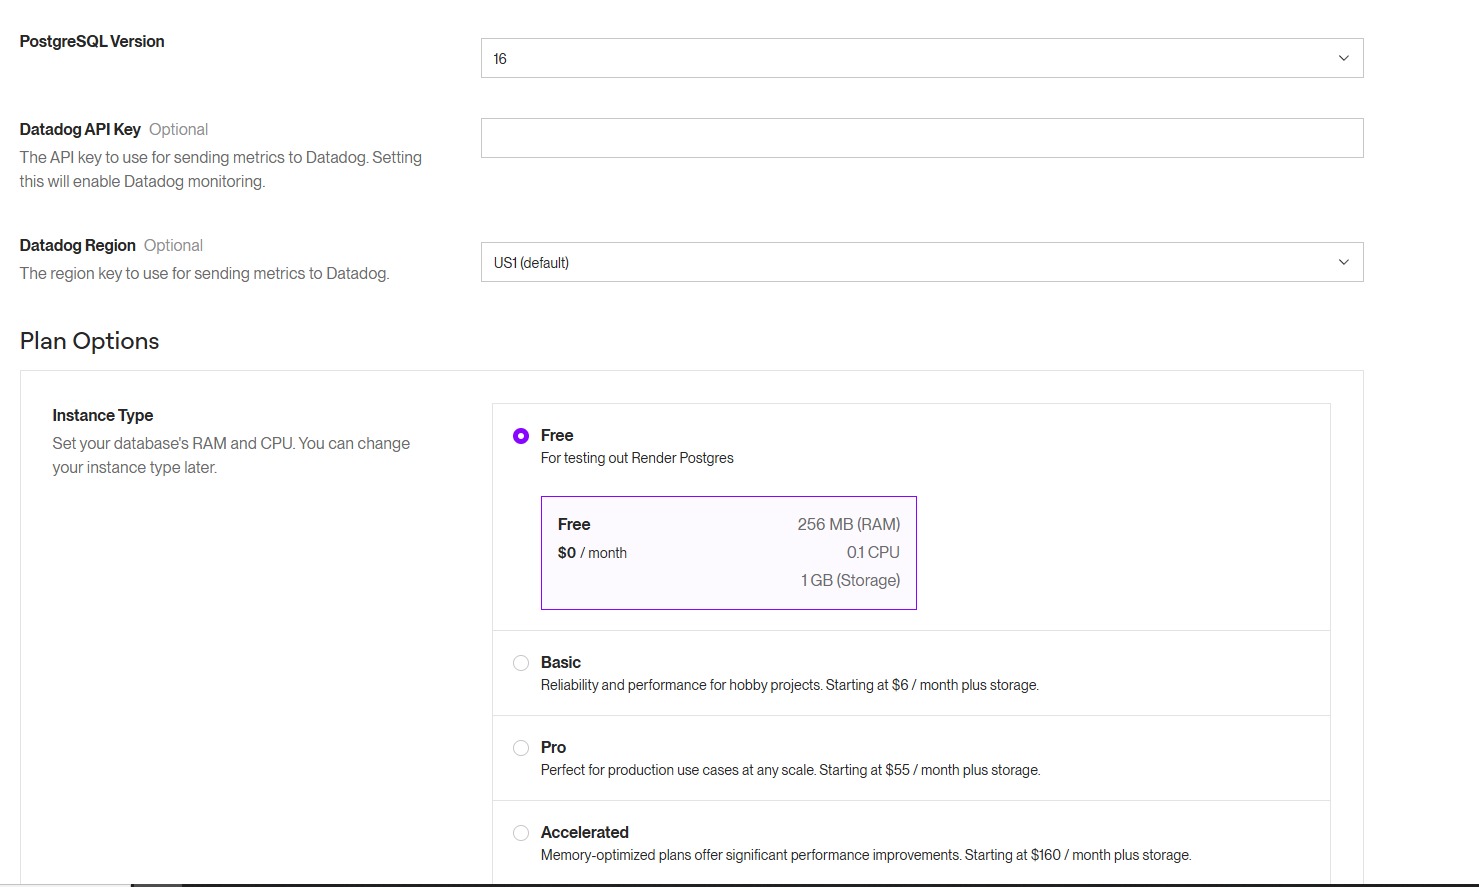 PostgreSQL Version
16
Datadog API Key Optional
The API key to use for sending metrics to Datadog. Setting
this will enable Datadog monitoring.
Datadog Region Optional
The region key to use for sending metrics to Datadog.
US1 (default)
Plan Options
Instance Type
Set your database's RAM and CPU. You can change
your instance type later.
Free
For testing out Render Postgres
Free
256 MB (RAM)
$0 / month
0.1 CPU
1 GB (Storage)
Basic
Reliability and performance for hobby projects. Starting at $6 / month plus storage.
Pro
Perfect for production use cases at any scale. Starting at $55 / month plus storage.
Accelerated
Memory-optimized plans offer significant performance improvements. Starting at $160 / month plus storage.